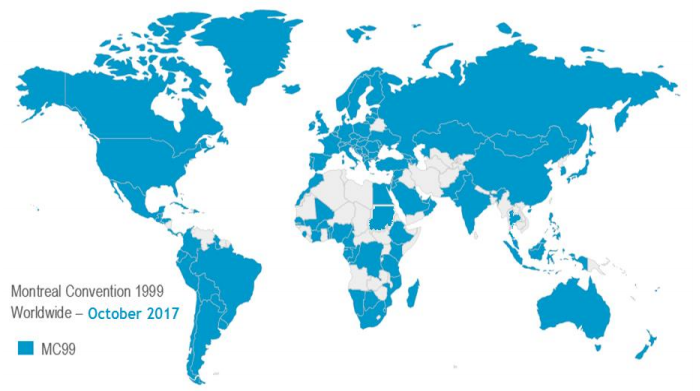 Montreal Convention 1999
Worldwide – October 2017
MC99